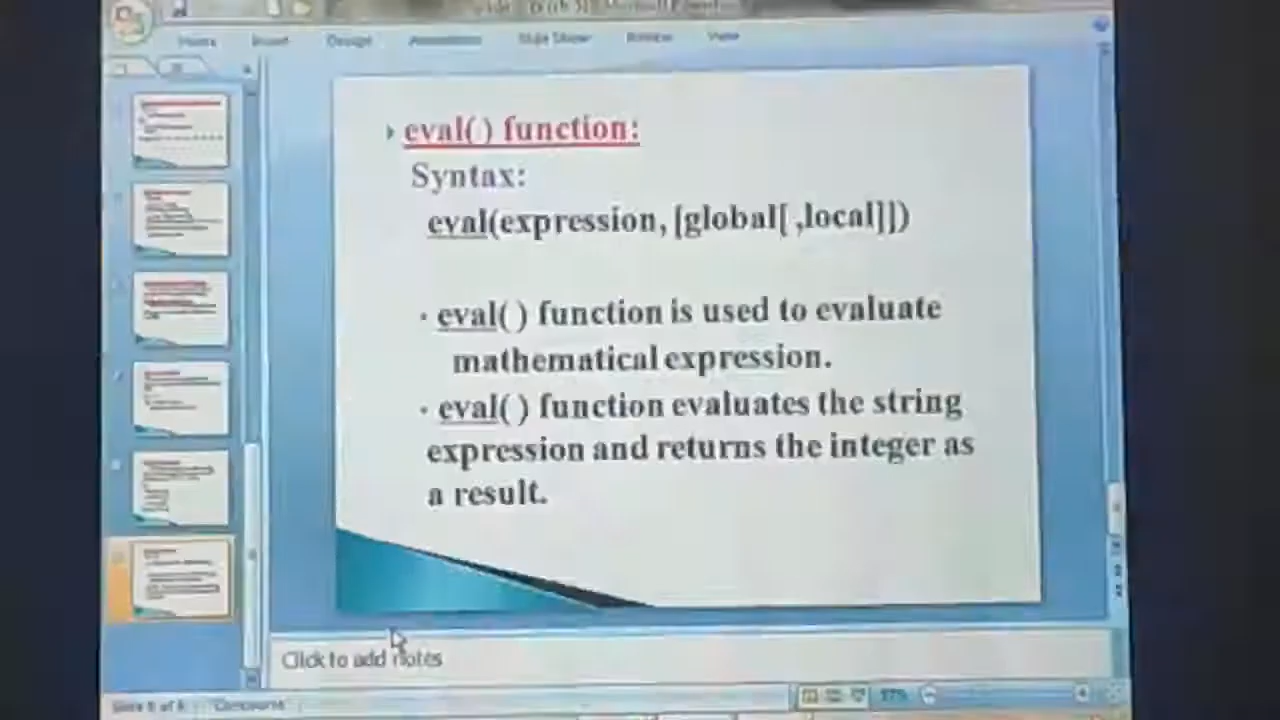 Home Insert Design Animations Slide Show Review View
eval( ) function:
Syntax:
eval(expression, [global[ ,local]])
· eval( ) function is used to evaluate
mathematical expression.
· eval( ) function evaluates the string
expression and returns the integer as
a result.
Click to add notes